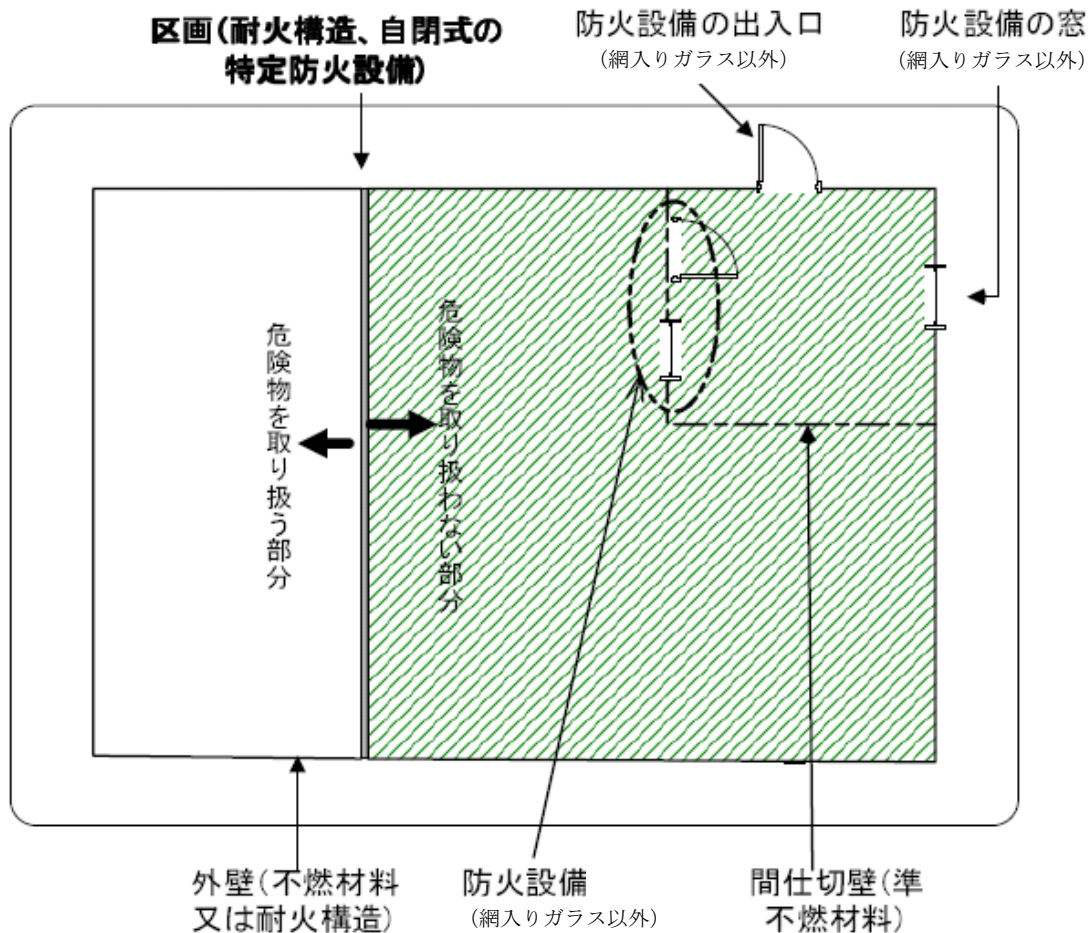 区画(耐火構造、自閉式の
特定防火設備)
防火設備の出入口
(網入りガラス以外)
防火設備の窓
(網入りガラス以外)
危険物を取り扱う部分
危険物を取り扱わない部分
外壁(不燃材料
又は耐火構造)
防火設備
(網入りガラス以外)
間仕切壁(準
不燃材料)